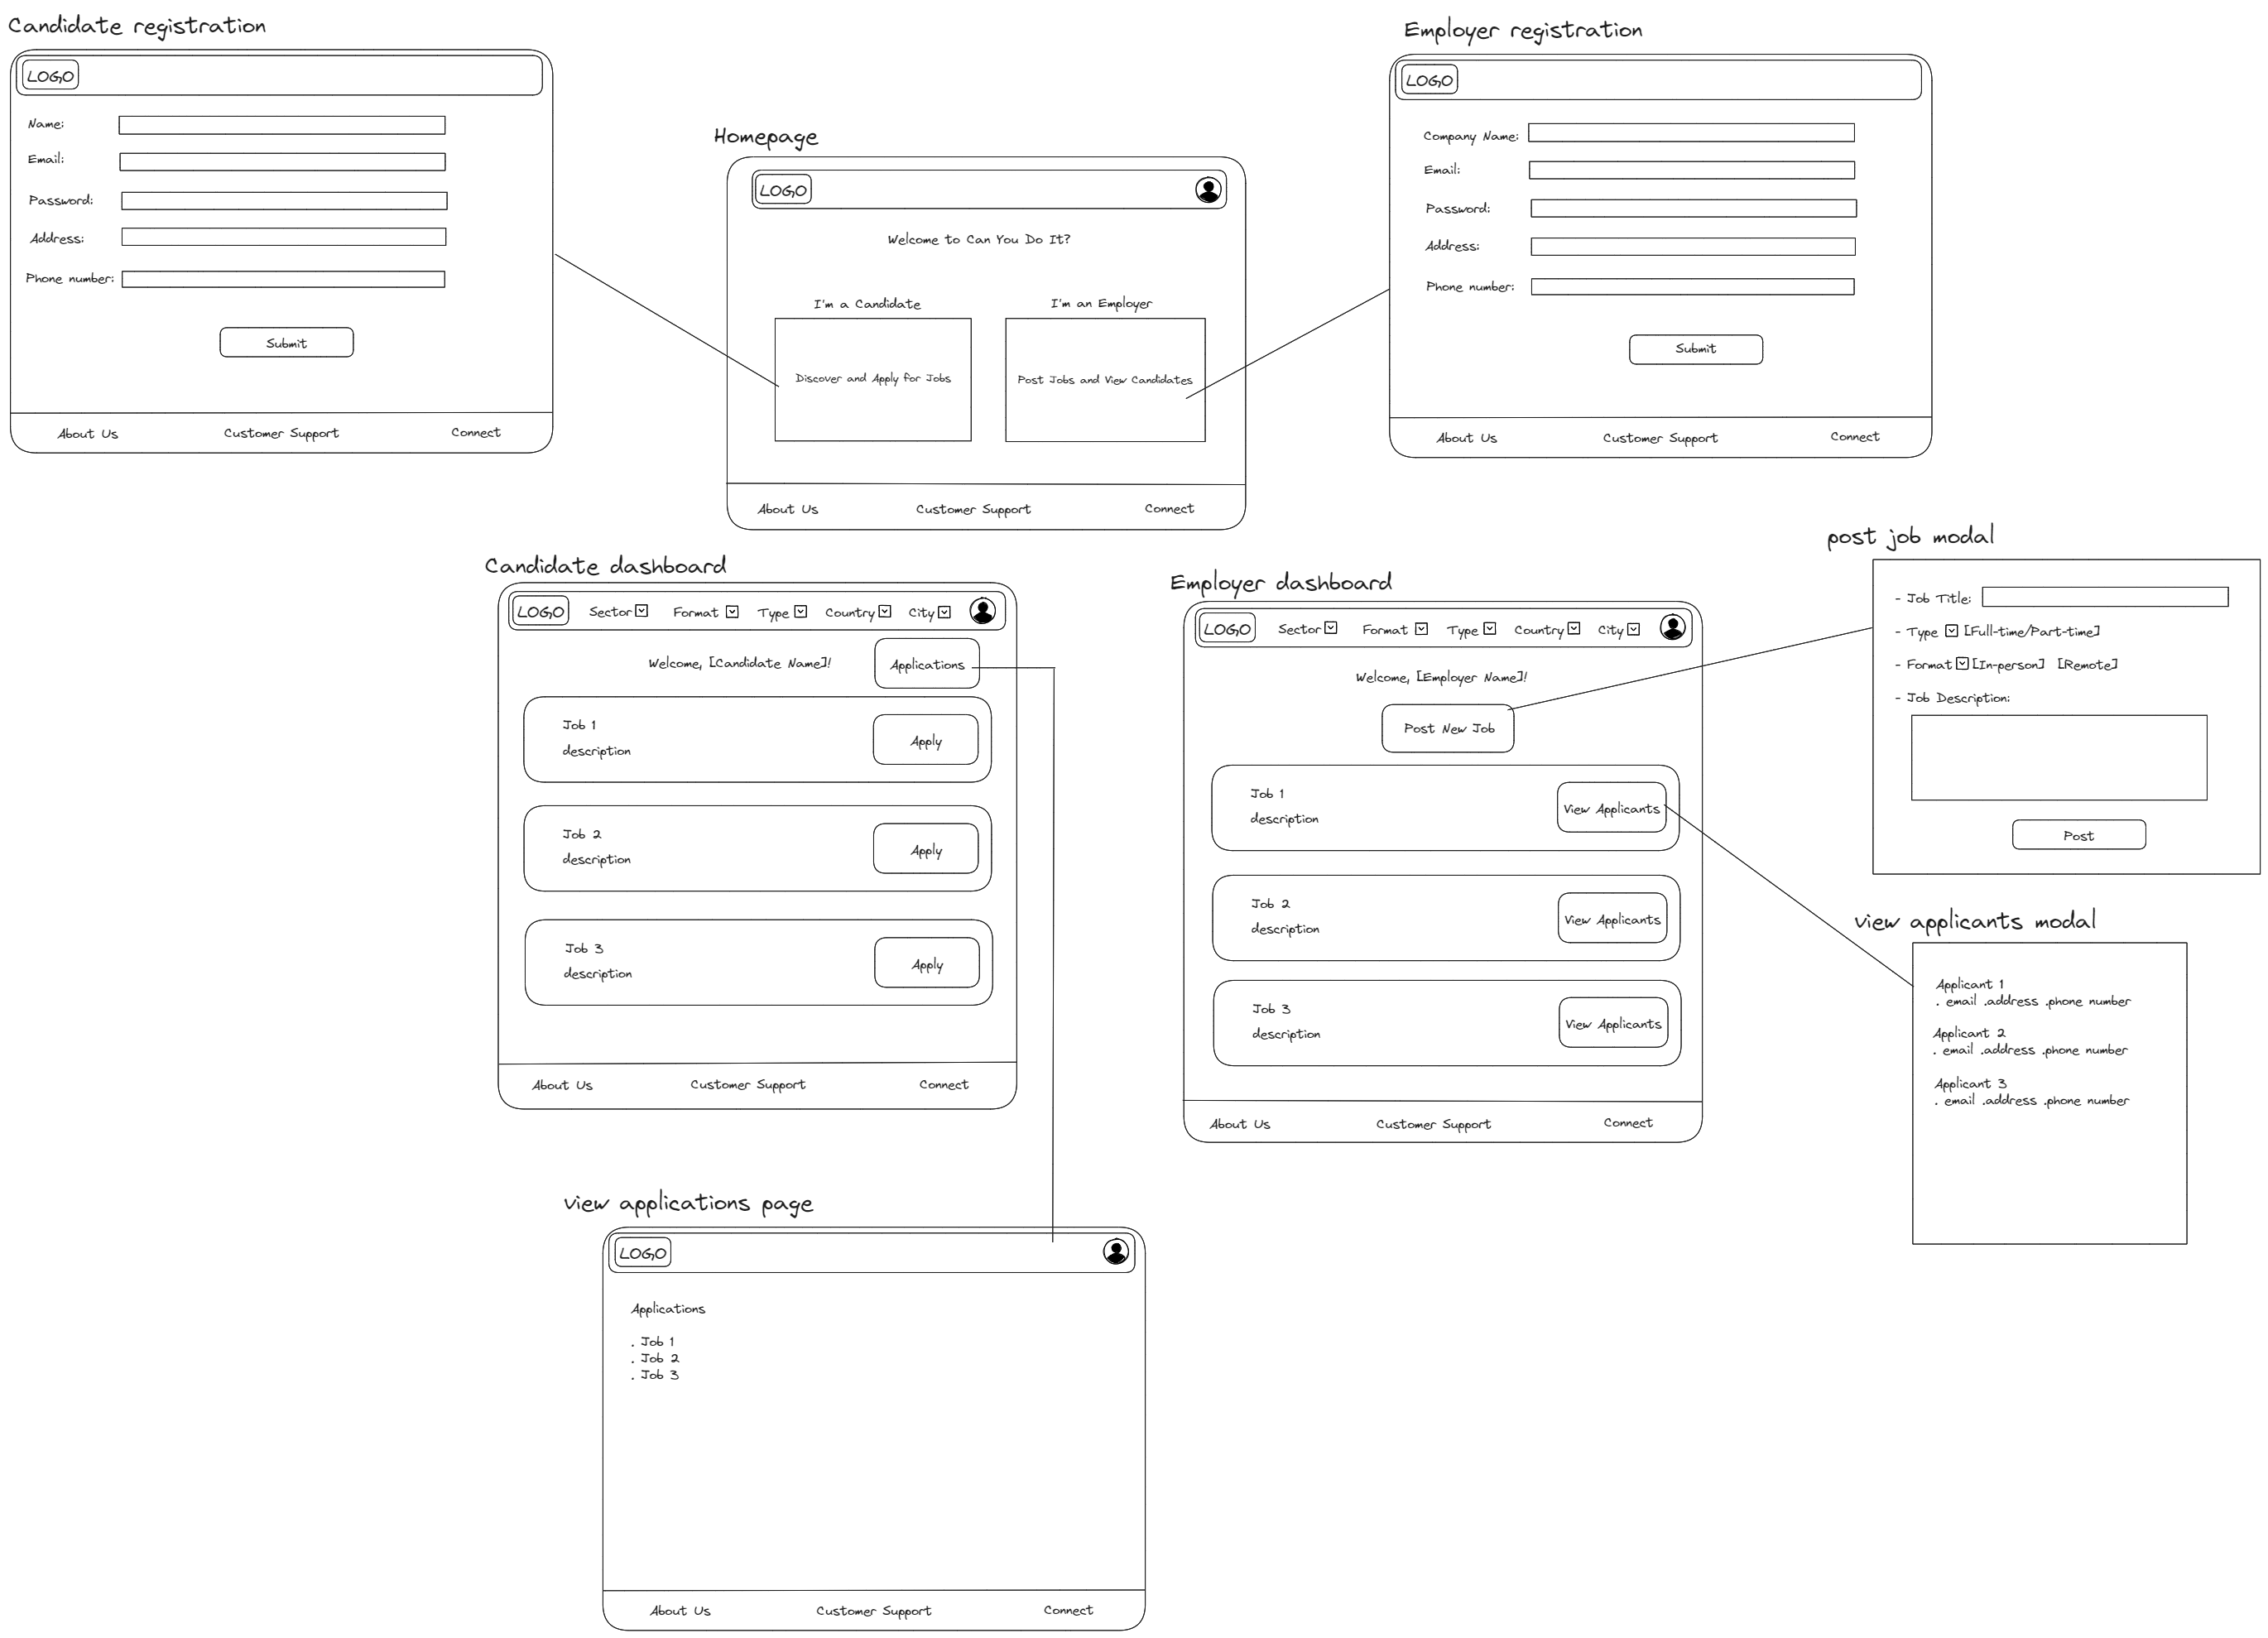 Candidate registration
LOGO
Name:
Email:
Password:
Address:
Phone number:
Submit
About Us Customer Support Connect
Homepage
LOGO
Welcome to Can You Do It?
I'm a Candidate I'm an Employer
Discover and Apply for Jobs Post Jobs and View Candidates
About Us Customer Support Connect
Employer registration
LOGO
Company Name:
Email:
Password:
Address:
Phone number:
Submit
About Us Customer Support Connect
Candidate dashboard
LOGO Sector Format Type Country City
Welcome, [Candidate Name]! Applications
Job 1
description
Apply
Job 2
description
Apply
Job 3
description
Apply
About Us Customer Support Connect
Employer dashboard
LOGO Sector Format Type Country City
Welcome, [Employer Name]!
Post New Job
Job 1
description
View Applicants
Job 2
description
View Applicants
Job 3
description
View Applicants
About Us Customer Support Connect
post job modal
- Job Title:
- Type [Full-time/Part-time]
- Format [In-person] [Remote]
- Job Description:
Post
view applicants modal
Applicant 1
. email .address .phone number
Applicant 2
. email .address .phone number
Applicant 3
. email .address .phone number
view applications page
LOGO
Applications
. Job 1
. Job 2
. Job 3
About Us Customer Support Connect